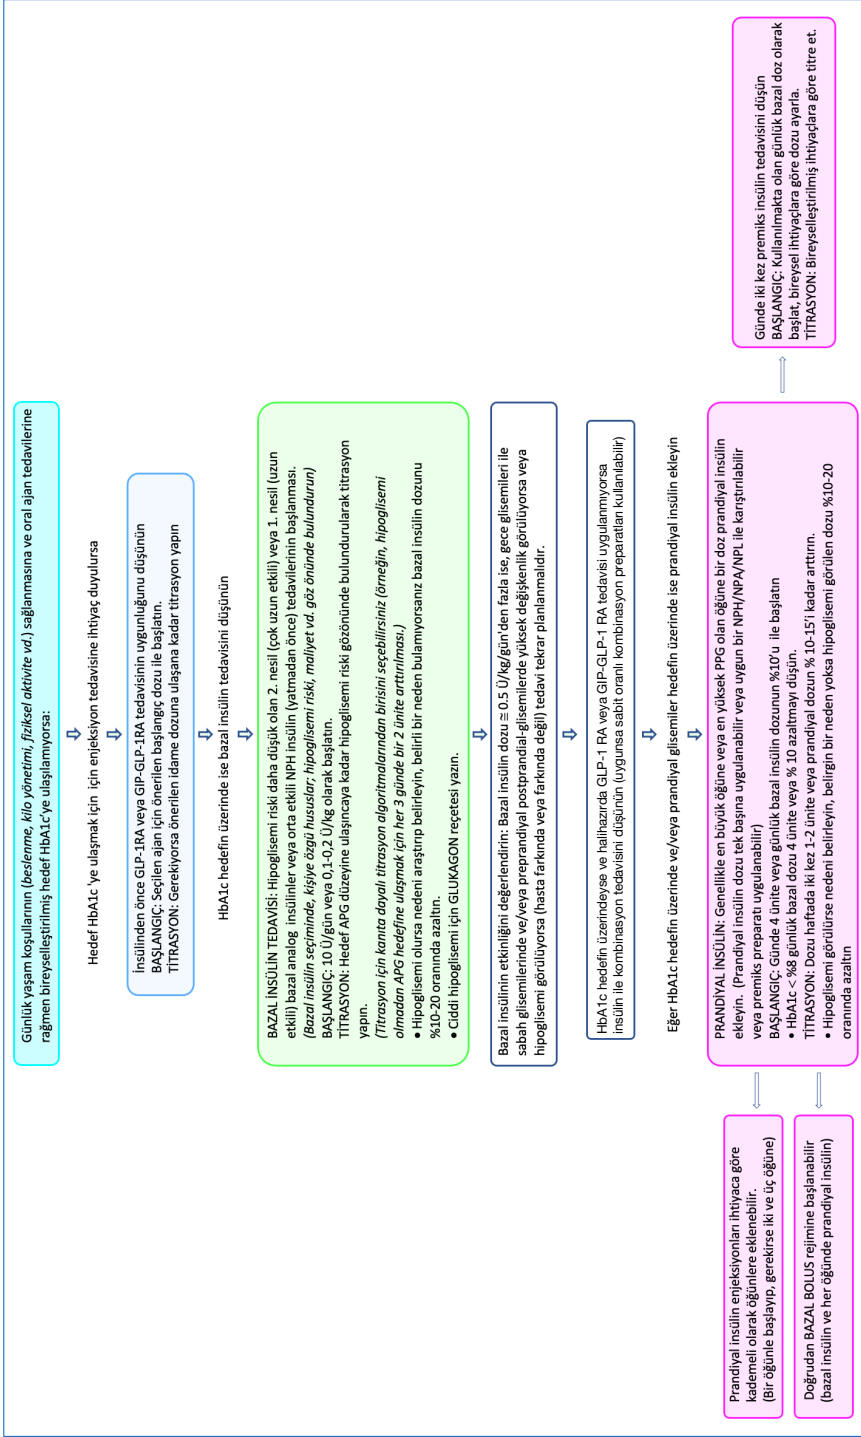 Günlük yaşam koşullarının (beslenme, kilo yönetimi, fiziksel aktivite vd.) sağlanmasına ve oral ajan tedavilerine
rağmen bireyselleştirilmiş hedef HbA1c'ye ulaşılamıyorsa:
Hedef HbA1c 'ye ulaşmak için için enjeksiyon tedavisine ihtiyaç duyulursa
İnsülinden önce GLP-1RA veya GIP-GLP-1RA tedavisinin uygunluğunu düşünün
BAŞLANGIÇ: Seçilen ajan için önerilen başlangıç dozu ile başlatın.
TİTRASYON: Gerekiyorsa önerilen idame dozuna ulaşana kadar titrasyon yapın
HbA1c hedefin üzerinde ise bazal insülin tedavisini düşünün
BAZAL İNSÜLİN TEDAVİSİ: Hipoglisemi riski daha düşük olan 2. nesil (çok uzun etkili) veya 1. nesil (uzun
etkili) bazal analog insülinler veya orta etkili NPH insülin (yatmadan önce) tedavilerinin başlanması.
(Bazal insülin seçiminde, kişiye özgü hususlar; hipoglisemi riski, maliyet vd. göz önünde bulundurun)
BAŞLANGIÇ: 10 Ü/gün veya 0,1-0,2 Ü/kg olarak başlatın.
TİTRASYON: Hedef APG düzeyine ulaşıncaya kadar hipoglisemi riski gözönünde bulundurularak titrasyon
yapın.
(Titrasyon için kanıta dayalı titrasyon algoritmalarından birisini seçebilirsiniz (örneğin, hipoglisemi
olmadan APG hedefine ulaşmak için her 3 günde bir 2 ünite arttırılması.)
• Hipoglisemi olursa nedeni araştırıp belirleyin, belirli bir neden bulamıyorsanız bazal insülin dozunu
%10-20 oranında azaltın.
• Ciddi hipoglisemi için GLUKAGON reçetesi yazın.
Bazal insülinin etkinliğini değerlendirin: Bazal insülin dozu ≅ 0.5 Ü/kg/gün'den fazla ise, gece glisemileri ile
sabah glisemilerinde ve/veya preprandiyal postprandial-glisemilerde yüksek değişkenlik görülüyorsa veya
hipoglisemi görülüyorsa (hasta farkında veya farkında değil) tedavi tekrar planlanmalıdır.
HbA1c hedefin üzerindeyse ve halihazırda GLP-1 RA veya GIP-GLP-1 RA tedavisi uygulanmıyorsa
insülin ile kombinasyon tedavisini düşünün (uygunsa sabit oranlı kombinasyon preparatları kullanılabilir)
Eğer HbA1c hedefin üzerinde ve/veya prandiyal glisemiler hedefin üzerinde ise prandiyal insülin ekleyin
PRANDİYAL İNSÜLİN: Genellikle en büyük öğüne veya en yüksek PPG olan öğüne bir doz prandiyal insülin
ekleyin. (Prandiyal insülin dozu tek başına uygulanabilir veya uygun bir NPH/NPA/NPL ile karıştırılabilir
veya premiks preparatı uygulanabilir)
BAŞLANGIÇ: Günde 4 ünite veya günlük bazal insülin dozunun %10'u ile başlatın
• HbA1c < %8 günlük bazal dozu 4 ünite veya % 10 azaltmayı düşün.
TİTRASYON: Dozu haftada iki kez 1-2 ünite veya prandiyal dozun % 10-15'i kadar arttırın.
• Hipoglisemi görülürse nedeni belirleyin, belirgin bir neden yoksa hipoglisemi görülen dozu %10-20
oranında azaltın
Prandiyal insülin enjeksiyonları ihtiyaca göre
kademeli olarak öğünlere eklenebilir.
(Bir öğünle başlayıp, gerekirse iki ve üç öğüne)
Doğrudan BAZAL BOLUS rejimine başlanabilir
(bazal insülin ve her öğünde prandiyal insülin)
Günde iki kez premiks insülin tedavisini düşün
BAŞLANGIÇ: Kullanılmakta olan günlük bazal doz olarak
başlat, bireysel ihtiyaçlara göre dozu ayarla.
TİTRASYON: Bireyselleştirilmiş ihtiyaçlara göre titre et.